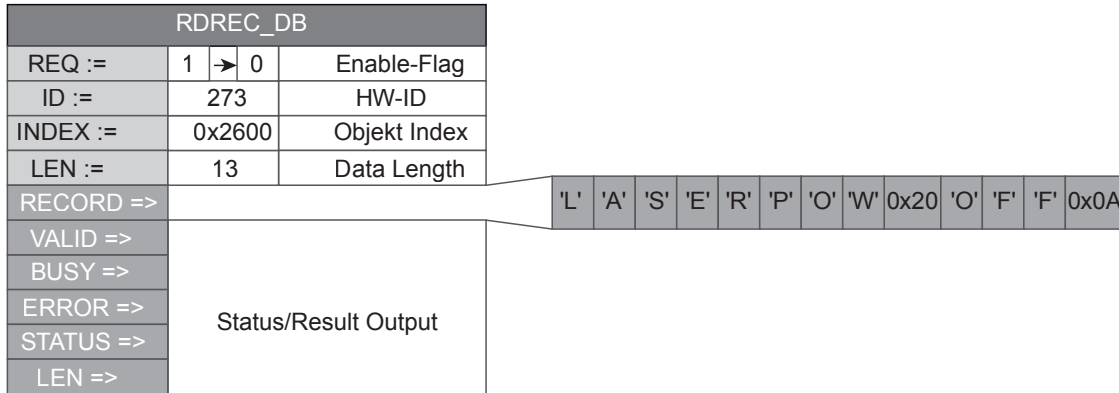 RDREC_DB
REQ := 1 → 0 Enable-Flag
ID := 273 HW-ID
INDEX := 0x2600 Objekt Index
LEN := 13 Data Length
RECORD => 'L' 'A' 'S' 'E' 'R' 'P' 'O' 'W' 0x20 'O' 'F' 'F' 0x0A
VALID =>
BUSY =>
ERROR =>
Status/Result Output
STATUS =>
LEN =>